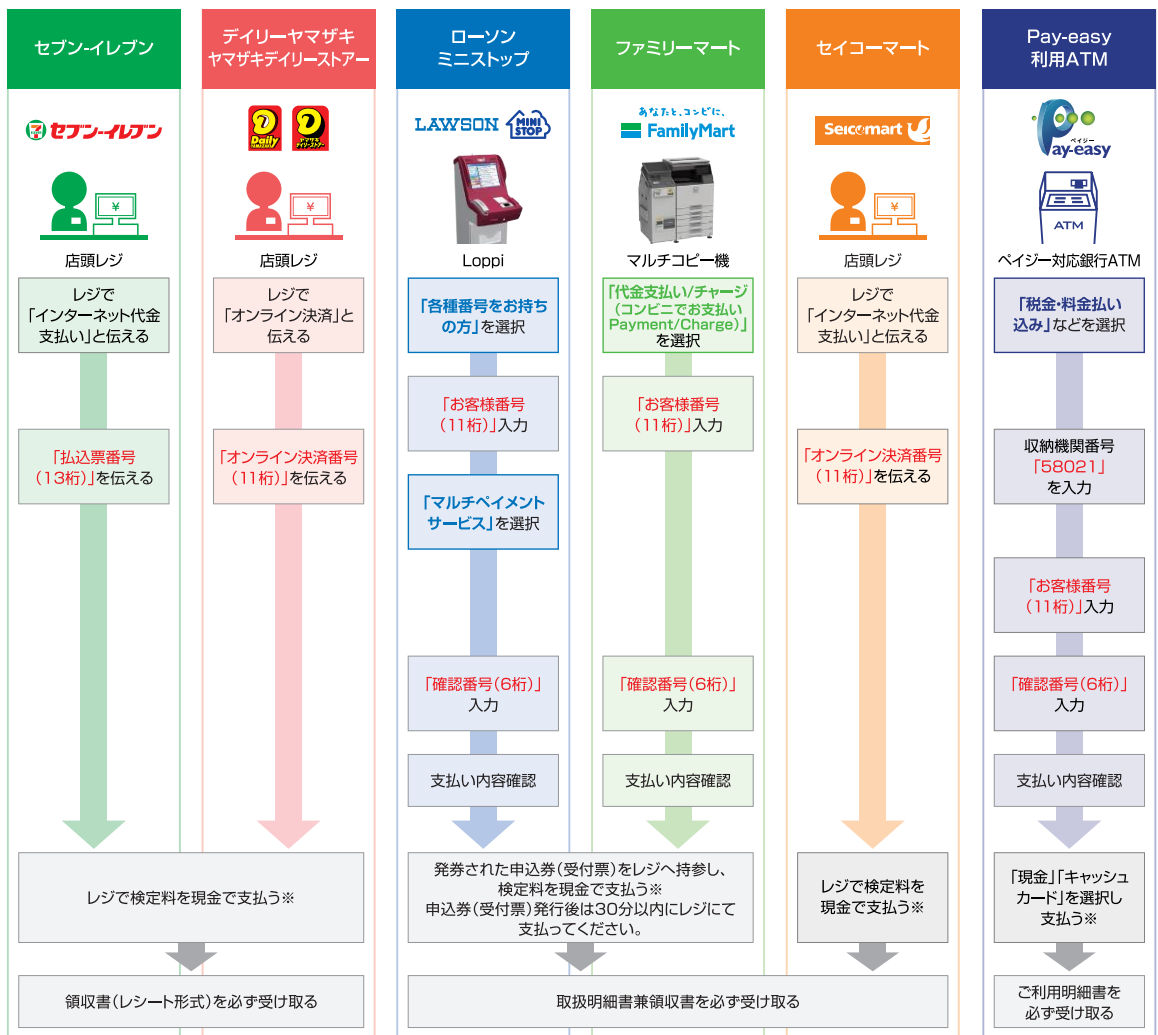 セブン-イレブン
デイリーヤマザキ
ヤマザキデイリーストアー
ローソン
ミニストップ
ファミリーマート
セイコーマート
Pay-easy
利用ATM
セブン-イレブン
Daily
YAMAZAKI
ヤマザキ
デイリーストアー
LAWSON
MINI
STOP
あなたと、コンビに、
FamilyMart
Seicomart
ペイジー
Pay-easy
¥
¥
¥
ATM
店頭レジ
店頭レジ
Loppi
マルチコピー機
店頭レジ
ペイジー対応銀行ATM
レジで
「インターネット代金
支払い」と伝える
レジで
「オンライン決済」と
伝える
「各種番号をお持ち
の方」を選択
「代金支払い/チャージ
(コンビニでお支払い
Payment/Charge)」
を選択
レジで
「インターネット代金
支払い」と伝える
「税金・料金払い
込み」などを選択
「お客様番号
(11桁)」入力
「お客様番号
(11桁)」入力
「払込票番号
(13桁)」を伝える
「オンライン決済番号
(11桁)」を伝える
「マルチペイメント
サービス」を選択
「オンライン決済番号
(11桁)」を伝える
収納機関番号
「58021」
を入力
「お客様番号
(11桁)」入力
「確認番号(6桁)」
入力
「確認番号(6桁)」
入力
「確認番号(6桁)」
入力
支払い内容確認
支払い内容確認
支払い内容確認
レジで検定料を現金で支払う※
発券された申込券(受付票)をレジへ持参し、
検定料を現金で支払う※
申込券(受付票)発行後は30分以内にレジにて
支払ってください。
レジで検定料を
現金で支払う※
「現金」「キャッシュ
カード」を選択し
支払う※
領収書(レシート形式)を必ず受け取る
取扱明細書兼領収書を必ず受け取る
ご利用明細書を
必ず受け取る